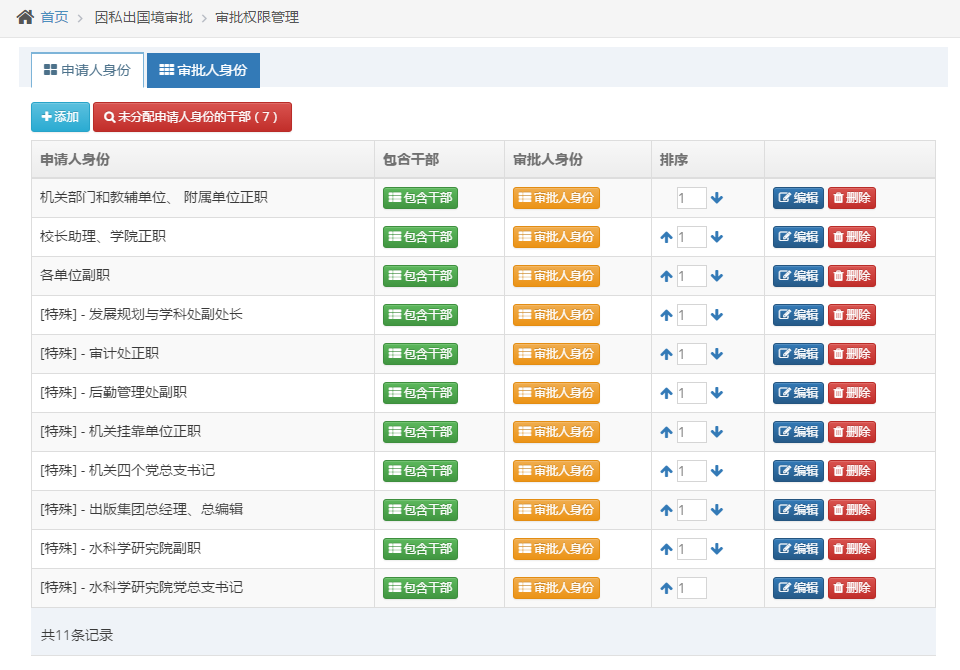 首页 因私出国境审批 审批权限管理
申请人身份 审批人身份
添加 未分配申请人身份的干部 ( 7 )
申请人身份 包含干部 审批人身份 排序
机关部门和教辅单位、 附属单位正职 包含干部 审批人身份 1 编辑 删除
校长助理、学院正职 包含干部 审批人身份 1 编辑 删除
各单位副职 包含干部 审批人身份 1 编辑 删除
[特殊] - 发展规划与学科处副处长 包含干部 审批人身份 1 编辑 删除
[特殊] - 审计处正职 包含干部 审批人身份 1 编辑 删除
[特殊] - 后勤管理处副职 包含干部 审批人身份 1 编辑 删除
[特殊] - 机关挂靠单位正职 包含干部 审批人身份 1 编辑 删除
[特殊] - 机关四个党总支书记 包含干部 审批人身份 1 编辑 删除
[特殊] - 出版集团总经理、总编辑 包含干部 审批人身份 1 编辑 删除
[特殊] - 水科学研究院副职 包含干部 审批人身份 1 编辑 删除
[特殊] - 水科学研究院党总支书记 包含干部 审批人身份 1 编辑 删除
共11条记录